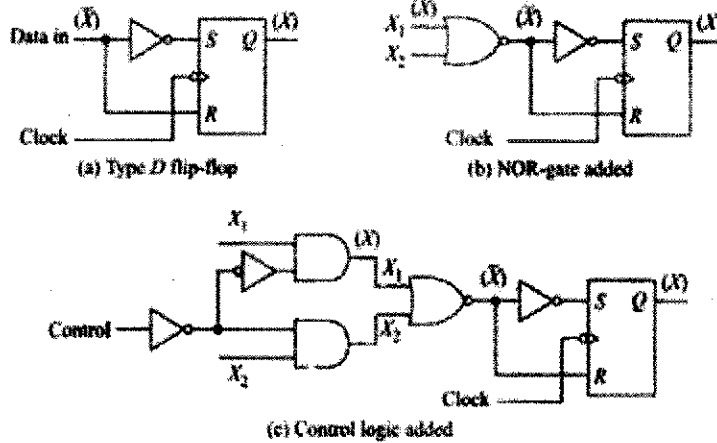 (X̄) (X)
Data in S Q
R
Clock
(a) Type D flip-flop
(X) (X̄) (X
X₁ S Q
X₂
R
Clock
(b) NOR-gate added
X₁ (X)
X₁ (X̄) (X)
S Q
Control
X₂
X₂
R
Clock
(c) Control logic added